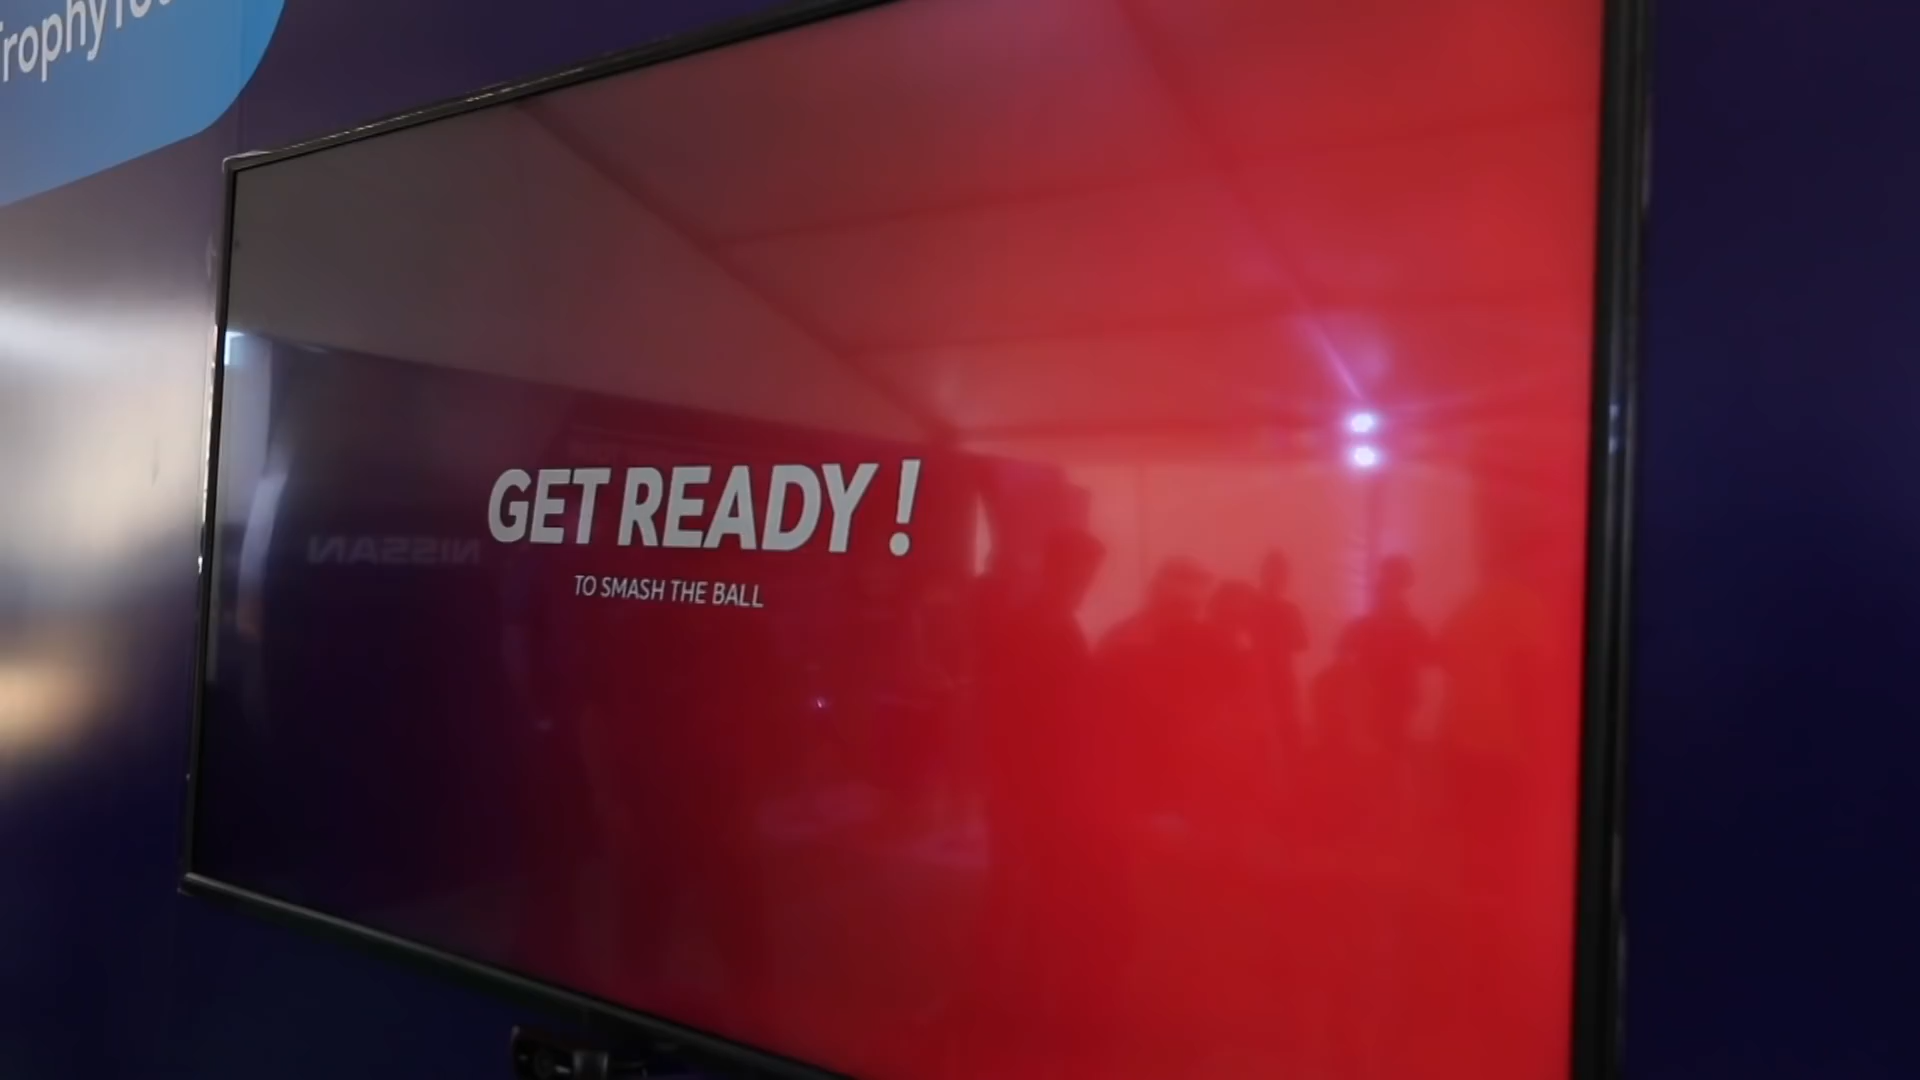 GET READY !
TO SMASH THE BALL
NISSAN